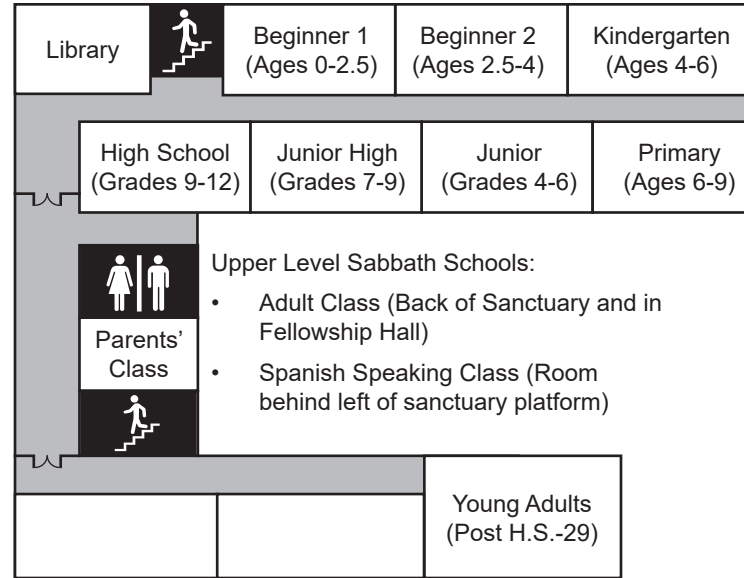 Library
Beginner 1
(Ages 0-2.5)
Beginner 2
(Ages 2.5-4)
Kindergarten
(Ages 4-6)
High School
(Grades 9-12)
Junior High
(Grades 7-9)
Junior
(Grades 4-6)
Primary
(Ages 6-9)
Upper Level Sabbath Schools:
• Adult Class (Back of Sanctuary and in
Fellowship Hall)
• Spanish Speaking Class (Room
behind left of sanctuary platform)
Parents’
Class
Young Adults
(Post H.S.-29)